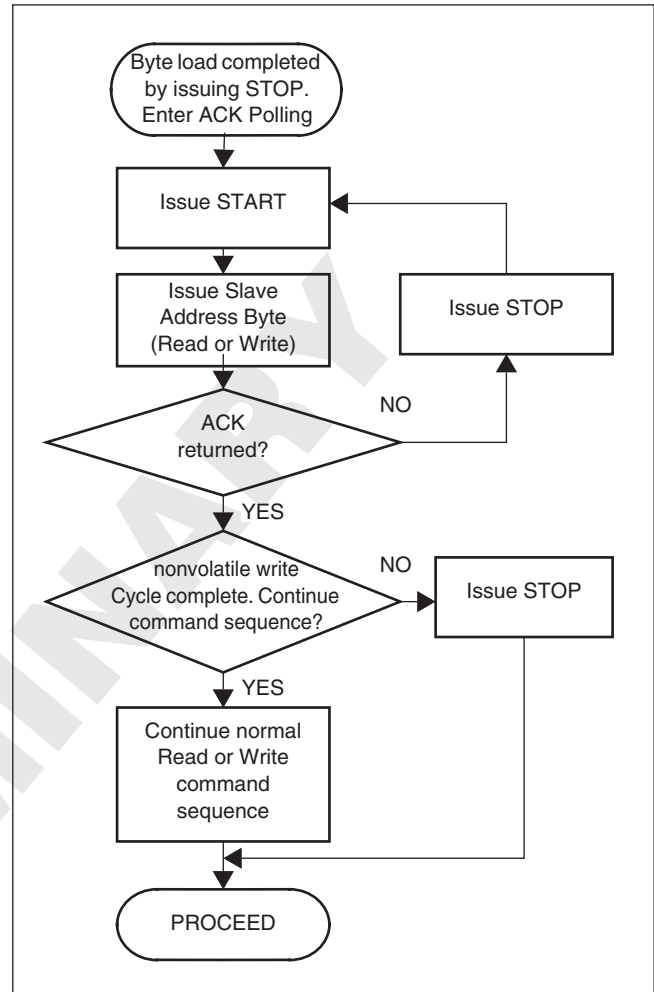 Byte load completed
by issuing STOP.
Enter ACK Polling
Issue START
Issue Slave
Address Byte
(Read or Write)
Issue STOP
NO
ACK
returned?
YES
NO
nonvolatile write
Cycle complete. Continue
command sequence?
Issue STOP
YES
Continue normal
Read or Write
command
sequence
PROCEED
MINARY